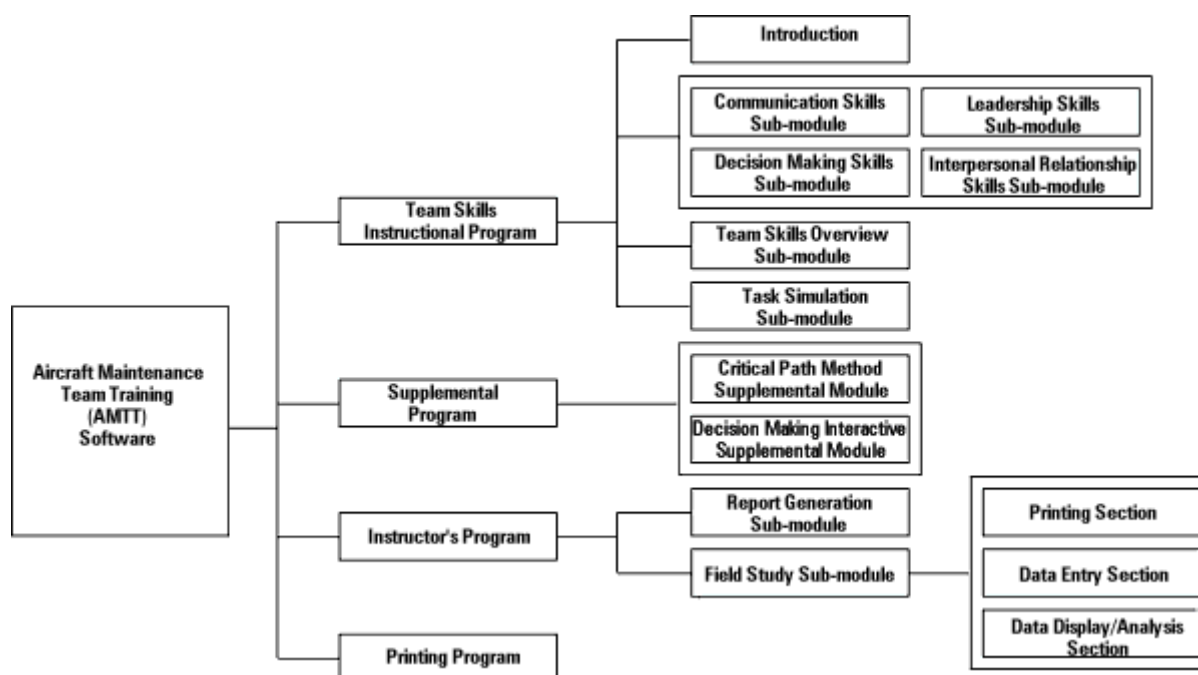 Introduction
Communication Skills
Sub-module
Leadership Skills
Sub-module
Decision Making Skills
Sub-module
Interpersonal Relationship
Skills Sub-module
Team Skills
Instructional Program
Team Skills Overview
Sub-module
Task Simulation
Sub-module
Aircraft Maintenance
Team Training
(AMTT)
Software
Supplemental
Program
Critical Path Method
Supplemental Module
Decision Making Interactive
Supplemental Module
Instructor's Program
Report Generation
Sub-module
Field Study Sub-module
Printing Section
Data Entry Section
Data Display/Analysis
Section
Printing Program